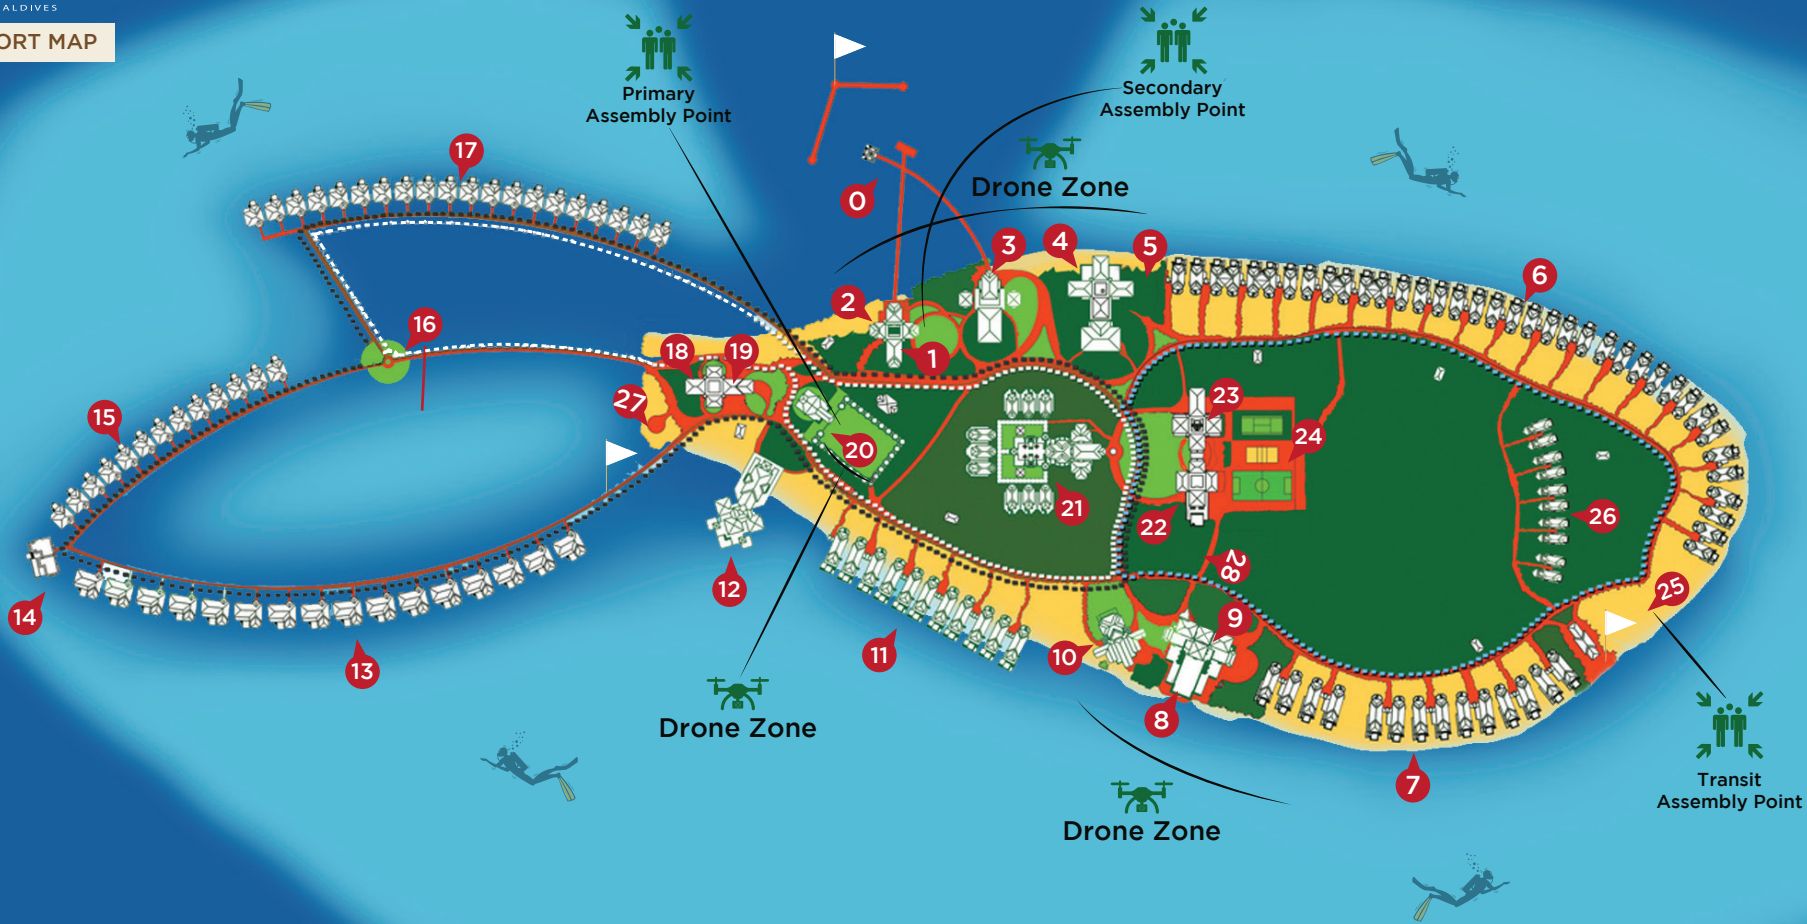 ALDIVES
ORT MAP
Primary
Assembly Point
Secondary
Assembly Point
Drone Zone
0
17
16
15
14
13
18
19
27
2
1
3
4
5
6
20
21
22
23
24
26
25
28
12
11
10
9
8
7
Drone Zone
Drone Zone
Transit
Assembly Point